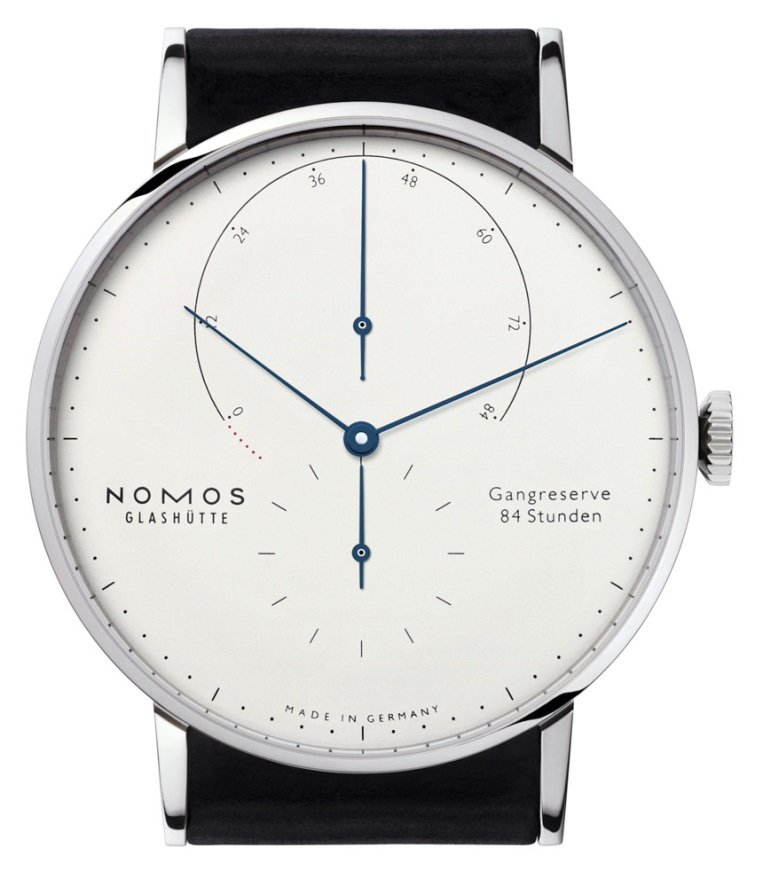 36 48
24 60
12 72
0 84
NOMOS
GLASHÜTTE
Gangreserve
84 Stunden
MADE IN GERMANY